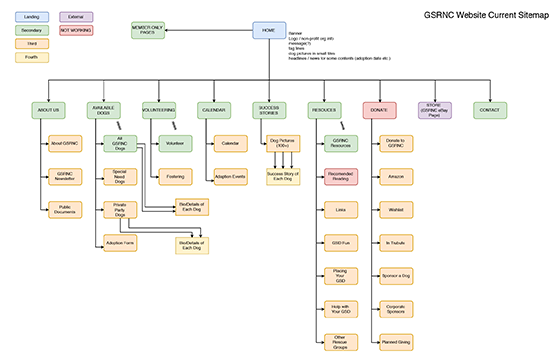 GSRNC Website Current Sitemap
Landing
External
Secondary
NOT WORKING
Third
Fourth
MEMBER-ONLY
PAGES
HOME
Banner
Logo / non-profit org info
message(?)
tag lines
dog pictures in small tiles
headlines / news for some contents (adoption date etc.)
ABOUT US
AVAILABLE
DOGS
VOLUNTEERING
CALENDAR
SUCCESS
STORIES
RESOUCES
DONATE
STORE
(GSRNC eBay
Page)
CONTACT
About GSRNC
All
GSRNC
Dogs
Volunteer
Calendar
Dog Pictures
(100+)
GSRNC
Resources
Donate to
GSRNC
GSRNC
Newsletter
Special
Need
Dogs
Fostering
Adoption Events
Success Story of
Each Dog
Recomended
Reading
Amazon
Public
Documents
Private
Party
Dogs
Bio/Details of
Each Dog
Links
Wishlist
Adoption Form
Bio/Details of
Each Dog
GSD Fun
In Tribute
Placing
Your
GSD
Sponsor a Dog
Help with
Your GSD
Corporate
Sponsors
Other
Rescue
Groups
Planned Giving